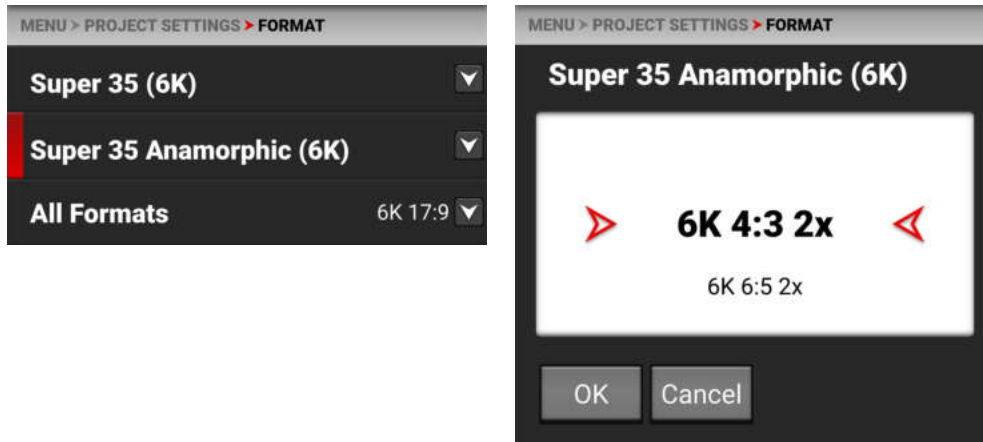 MENU > PROJECT SETTINGS > FORMAT
Super 35 (6K)
Super 35 Anamorphic (6K)
All Formats 6K 17:9
MENU > PROJECT SETTINGS > FORMAT
Super 35 Anamorphic (6K)
6K 4:3 2x
6K 6:5 2x
OK Cancel